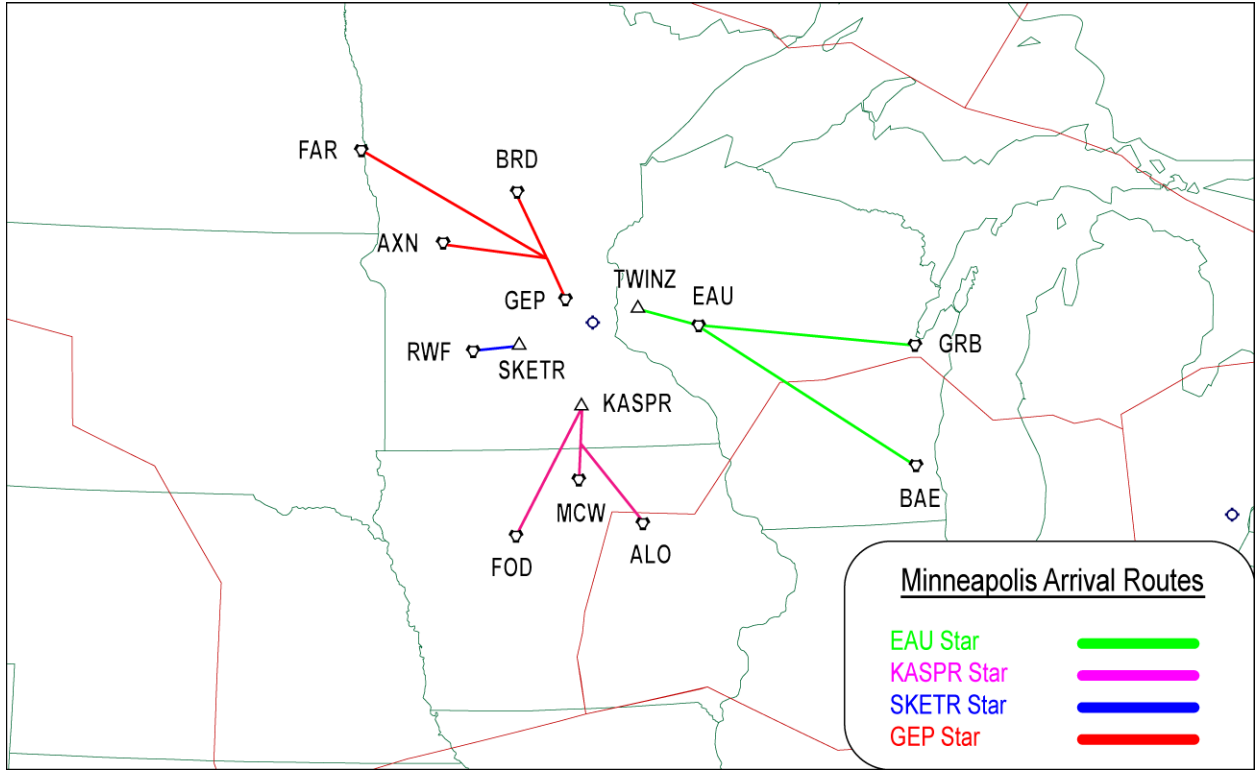 FAR
BRD
AXN
TWINZ
GEP
EAU
RWF
SKETR
GRB
KASPR
MCW
BAE
FOD
ALO
Minneapolis Arrival Routes
EAU Star
KASPR Star
SKETR Star
GEP Star